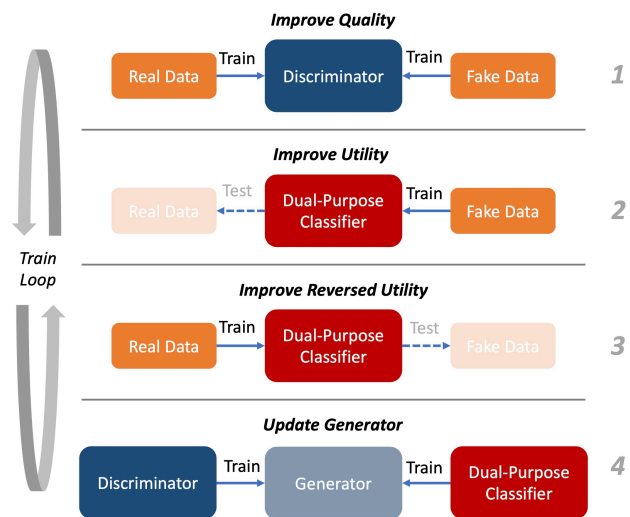 Improve Quality
Real Data
Train
Discriminator
Train
Fake Data
1
Improve Utility
Real Data
Test
Dual-Purpose
Classifier
Train
Fake Data
2
Train
Loop
Improve Reversed Utility
Real Data
Train
Dual-Purpose
Classifier
Test
Fake Data
3
Update Generator
Discriminator
Train
Generator
Train
Dual-Purpose
Classifier
4